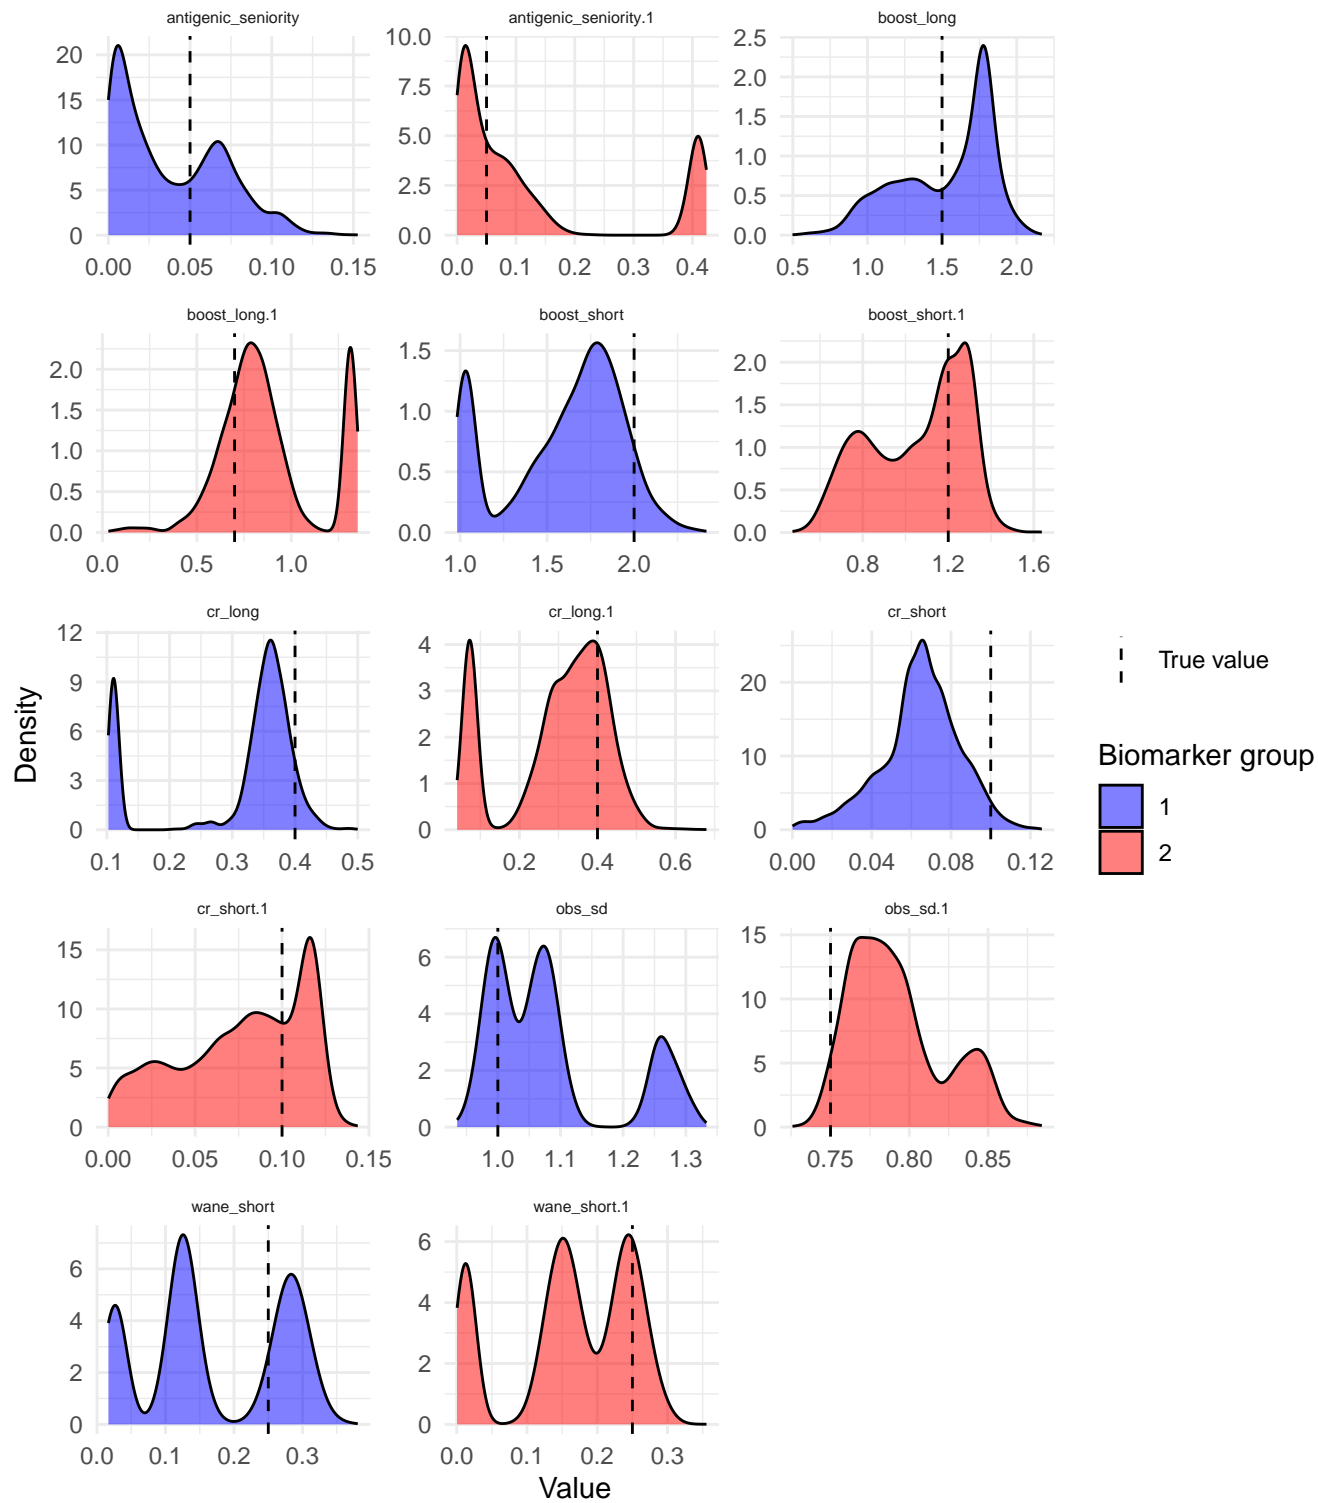 antigenic_seniority
antigenic_seniority.1
boost_long
20
15
10
5
0
0.00 0.05 0.10 0.15
10.0
7.5
5.0
2.5
0.0
0.0 0.1 0.2 0.3 0.4
2.5
2.0
1.5
1.0
0.5
0.0
0.5 1.0 1.5 2.0
boost_long.1
boost_short
boost_short.1
2.0
1.5
1.0
0.5
0.0
0.0 0.5 1.0
1.5
1.0
0.5
0.0
1.0 1.5 2.0
2.0
1.5
1.0
0.5
0.0
0.8 1.2 1.6
cr_long
cr_long.1
cr_short
12
9
6
3
0
0.1 0.2 0.3 0.4 0.5
4
3
2
1
0
0.2 0.4 0.6
20
10
0
0.00 0.04 0.08 0.12
cr_short.1
obs_sd
obs_sd.1
15
10
5
0
0.00 0.05 0.10 0.15
6
4
2
0
1.0 1.1 1.2 1.3
15
10
5
0
0.75 0.80 0.85
wane_short
wane_short.1
6
4
2
0
0.0 0.1 0.2 0.3
6
4
2
0
0.0 0.1 0.2 0.3
Density
Value
True value
Biomarker group
1
2